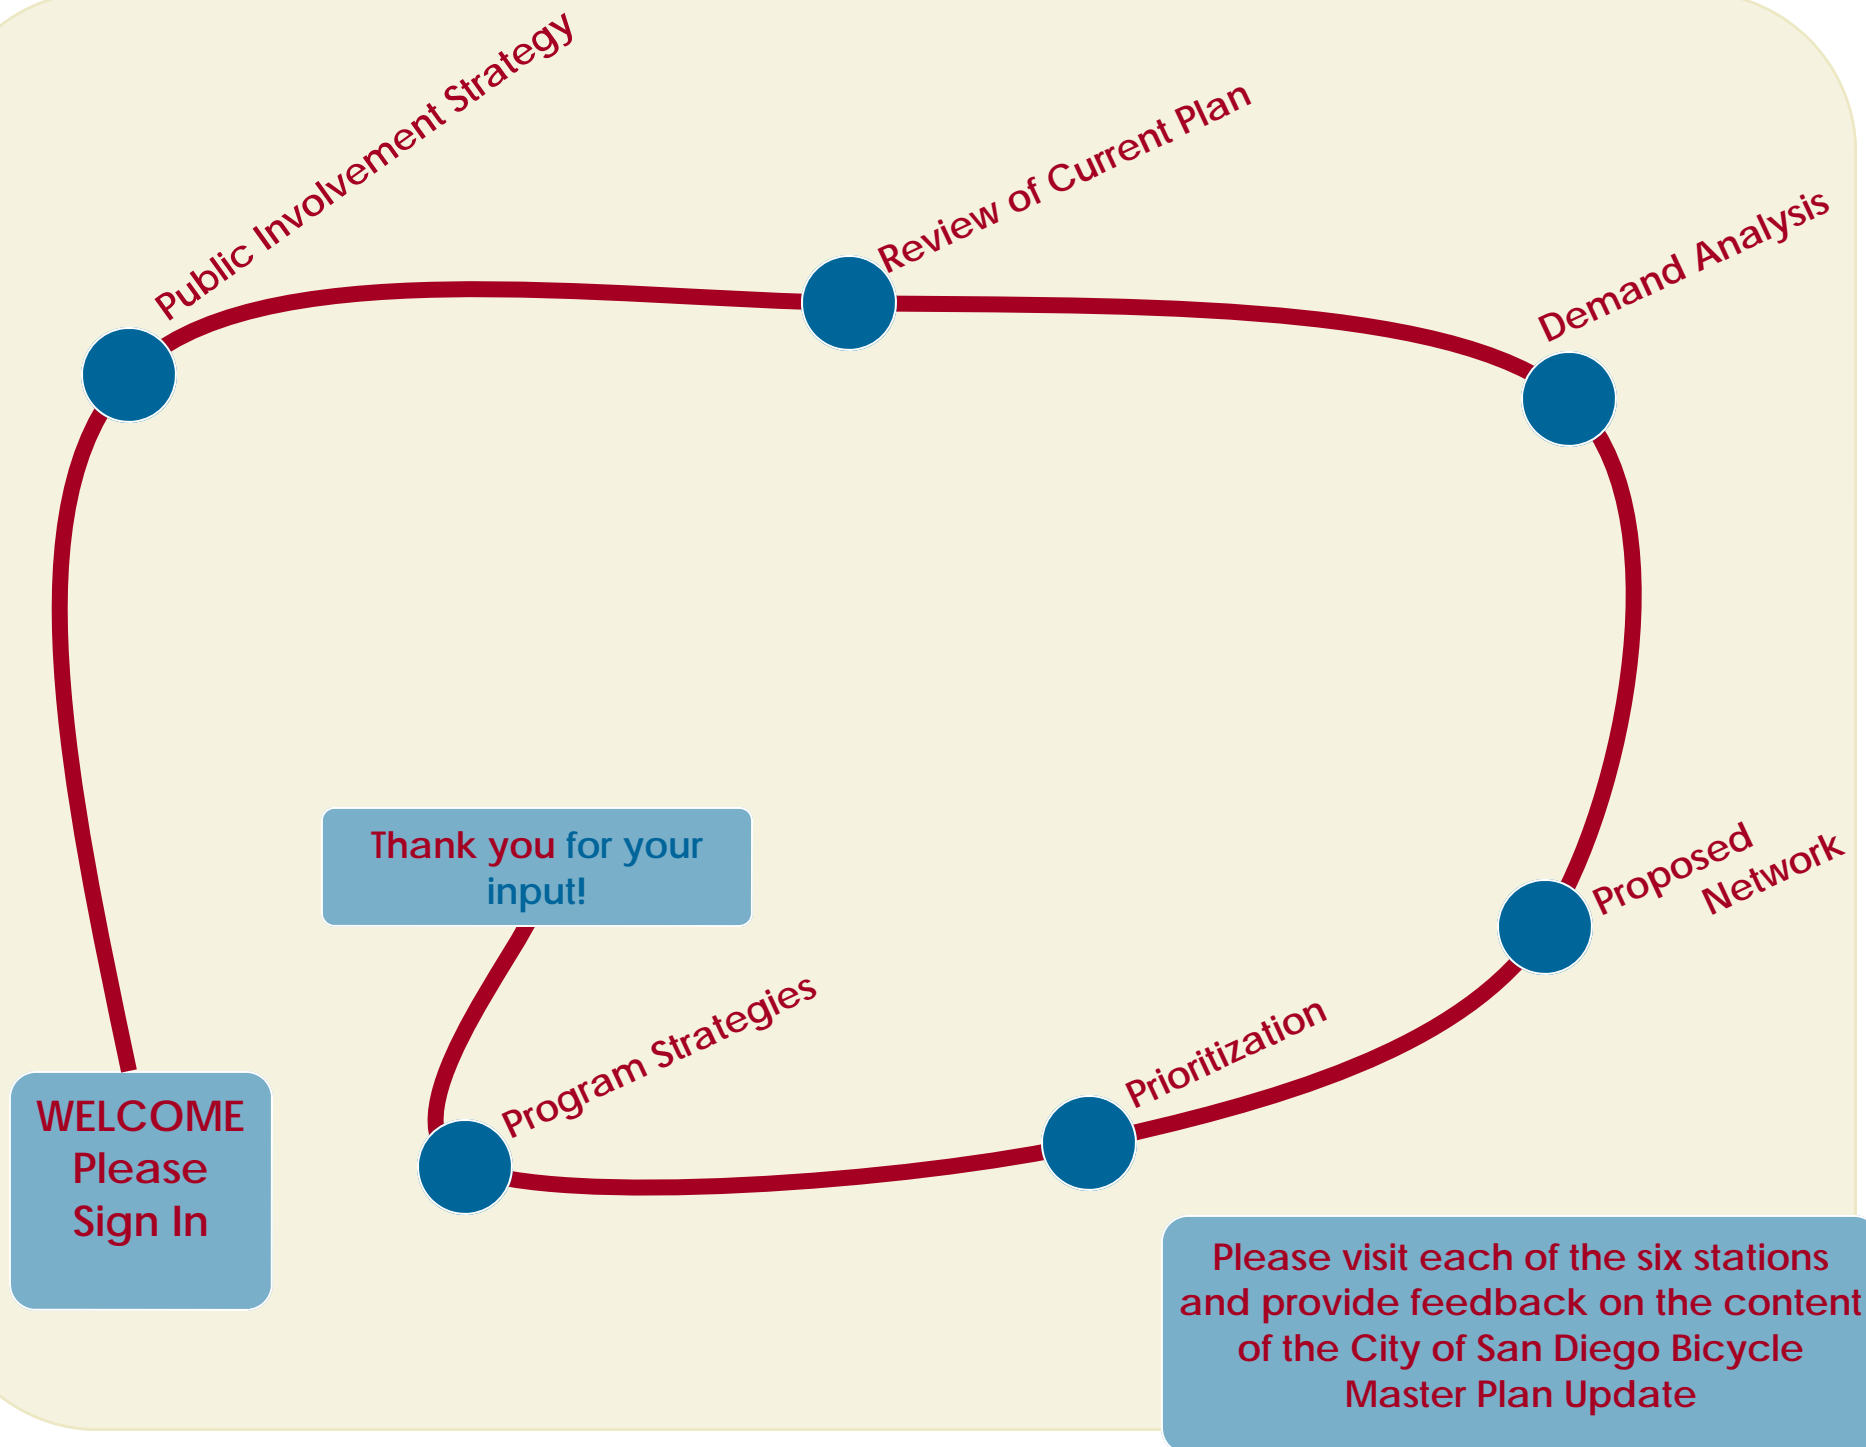 Public Involvement Strategy
Review of Current Plan
Demand Analysis
Proposed
Network
Prioritization
Program Strategies
Thank you for your
input!
WELCOME
Please
Sign In
Please visit each of the six stations
and provide feedback on the content
of the City of San Diego Bicycle
Master Plan Update